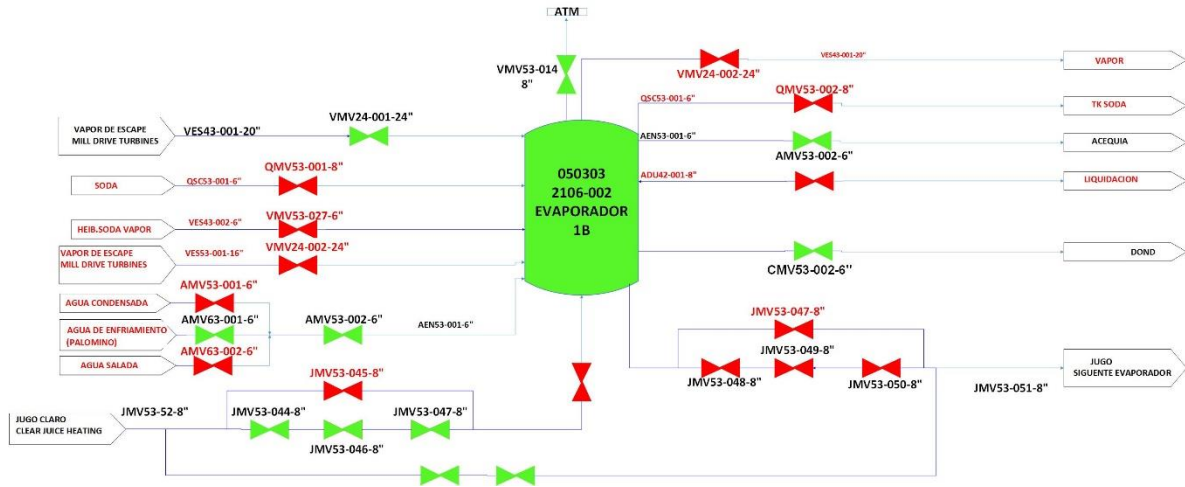 ATM
VMV53-014
8"
VES43-001-20"
VMV24-002-24"
VAPOR
QSC53-001-6"
QMV53-002-8"
TK SODA
VAPOR DE ESCAPE
MILL DRIVE TURBINES
VES43-001-20"
VMV24-001-24"
AEN53-001-6"
AMV53-002-6"
ACEQUIA
SODA
QSC53-001-6"
QMV53-001-8"
050303
2106-002
EVAPORADOR
1B
ADU42-001-8"
LIQUIDACION
HEIB.SODA VAPOR
VES43-002-6"
VMV53-027-6"
VAPOR DE ESCAPE
MILL DRIVE TURBINES
VES53-001-16"
VMV24-002-24"
CMV53-002-6"
DOND
AGUA CONDENSADA
AMV53-001-6"
AGUA DE ENFRIAMIENTO
(PALOMINO)
AMV63-001-6"
AMV53-002-6"
AEN53-001-6"
AGUA SALADA
AMV63-002-6"
JMV53-047-8"
JMV53-048-8"
JMV53-049-8"
JMV53-050-8"
JMV53-051-8"
JUGO
SIGUENTE EVAPORADOR
JUGO CLARO
CLEAR JUICE HEATING
JMV53-52-8"
JMV53-045-8"
JMV53-044-8"
JMV53-047-8"
JMV53-046-8"